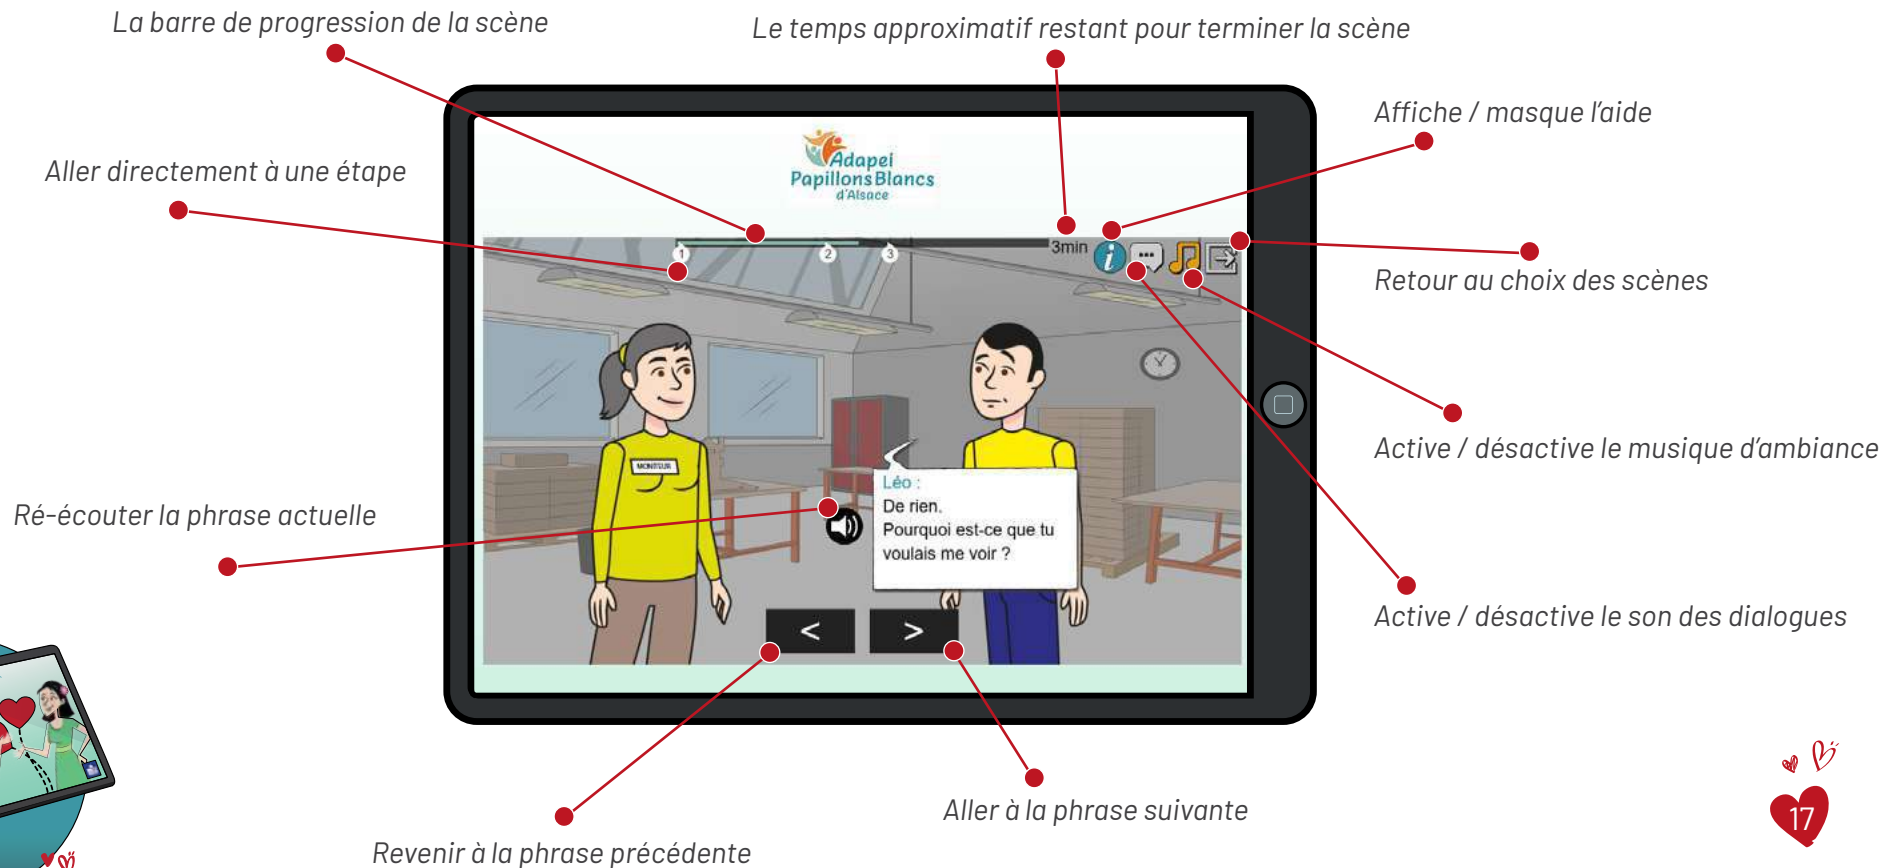 La barre de progression de la scène
Le temps approximatif restant pour terminer la scène
Affiche / masque l'aide
Aller directement à une étape
Adapei
Papillons Blancs
d'Alsace
1
2
3
3min
i
Retour au choix des scènes
Active / désactive le musique d'ambiance
MONITEUR
Ré-écouter la phrase actuelle
Léo :
De rien.
Pourquoi est-ce que tu
voulais me voir ?
Active / désactive le son des dialogues
< >
Aller à la phrase suivante
Revenir à la phrase précédente
17